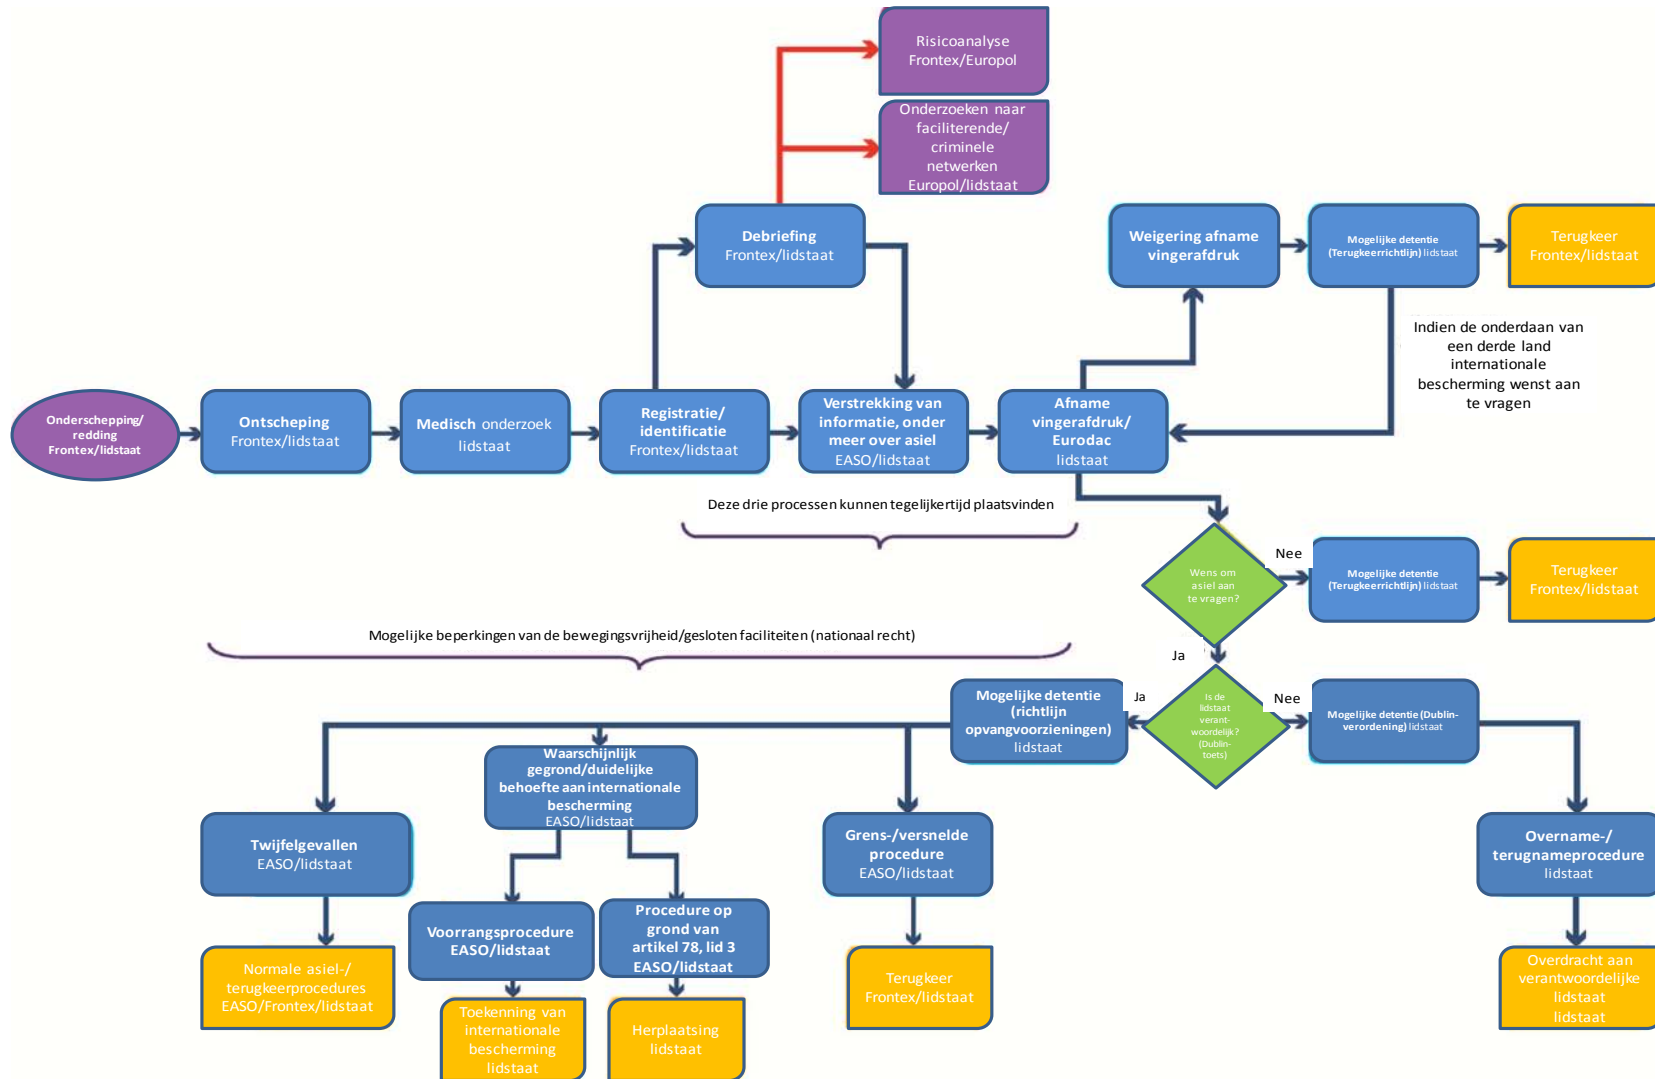 Risicoanalyse
Frontex/Europol
Onderzoeken naar
faciliterende/
criminele
netwerken
Europol/lidstaat
Debriefing
Frontex/lidstaat
Weigering afname
vingerafdruk
Mogelijke detentie
(Terugkeerrichtlijn) lidstaat
Terugkeer
Frontex/lidstaat
Indien de onderdaan van
een derde land
internationale
bescherming wenst aan
te vragen
Onderschepping/
redding
Frontex/lidstaat
Ontscheping
Frontex/lidstaat
Medisch onderzoek
lidstaat
Registratie/
identificatie
Frontex/lidstaat
Verstrekking van
informatie, onder
meer over asiel
EASO/lidstaat
Afname
vingerafdruk/
Eurodac
lidstaat
Deze drie processen kunnen tegelijkertijd plaatsvinden
Wens om
asiel aan
te vragen?
Nee
Mogelijke detentie
(Terugkeerrichtlijn) lidstaat
Terugkeer
Frontex/lidstaat
Mogelijke beperkingen van de bewegingsvrijheid/gesloten faciliteiten (nationaal recht)
Ja
Mogelijke detentie
(richtlijn
opvangvoorzieningen)
lidstaat
Ja
Is de
lidstaat
verant-
woordelijk?
(Dublin-
toets)
Nee
Mogelijke detentie (Dublin-
verordening) lidstaat
Waarschijnlijk
gegrond/duidelijke
behoefte aan internationale
bescherming
EASO/lidstaat
Twijfelgevallen
EASO/lidstaat
Grens-/versnelde
procedure
EASO/lidstaat
Overname-/
terugnameprocedure
lidstaat
Voorrangsprocedure
EASO/lidstaat
Procedure op
grond van
artikel 78, lid 3
EASO/lidstaat
Normale asiel-/
terugkeerprocedures
EASO/Frontex/lidstaat
Toekenning van
internationale
bescherming
lidstaat
Herplaatsing
lidstaat
Terugkeer
Frontex/lidstaat
Overdracht aan
verantwoordelijke
lidstaat
lidstaat